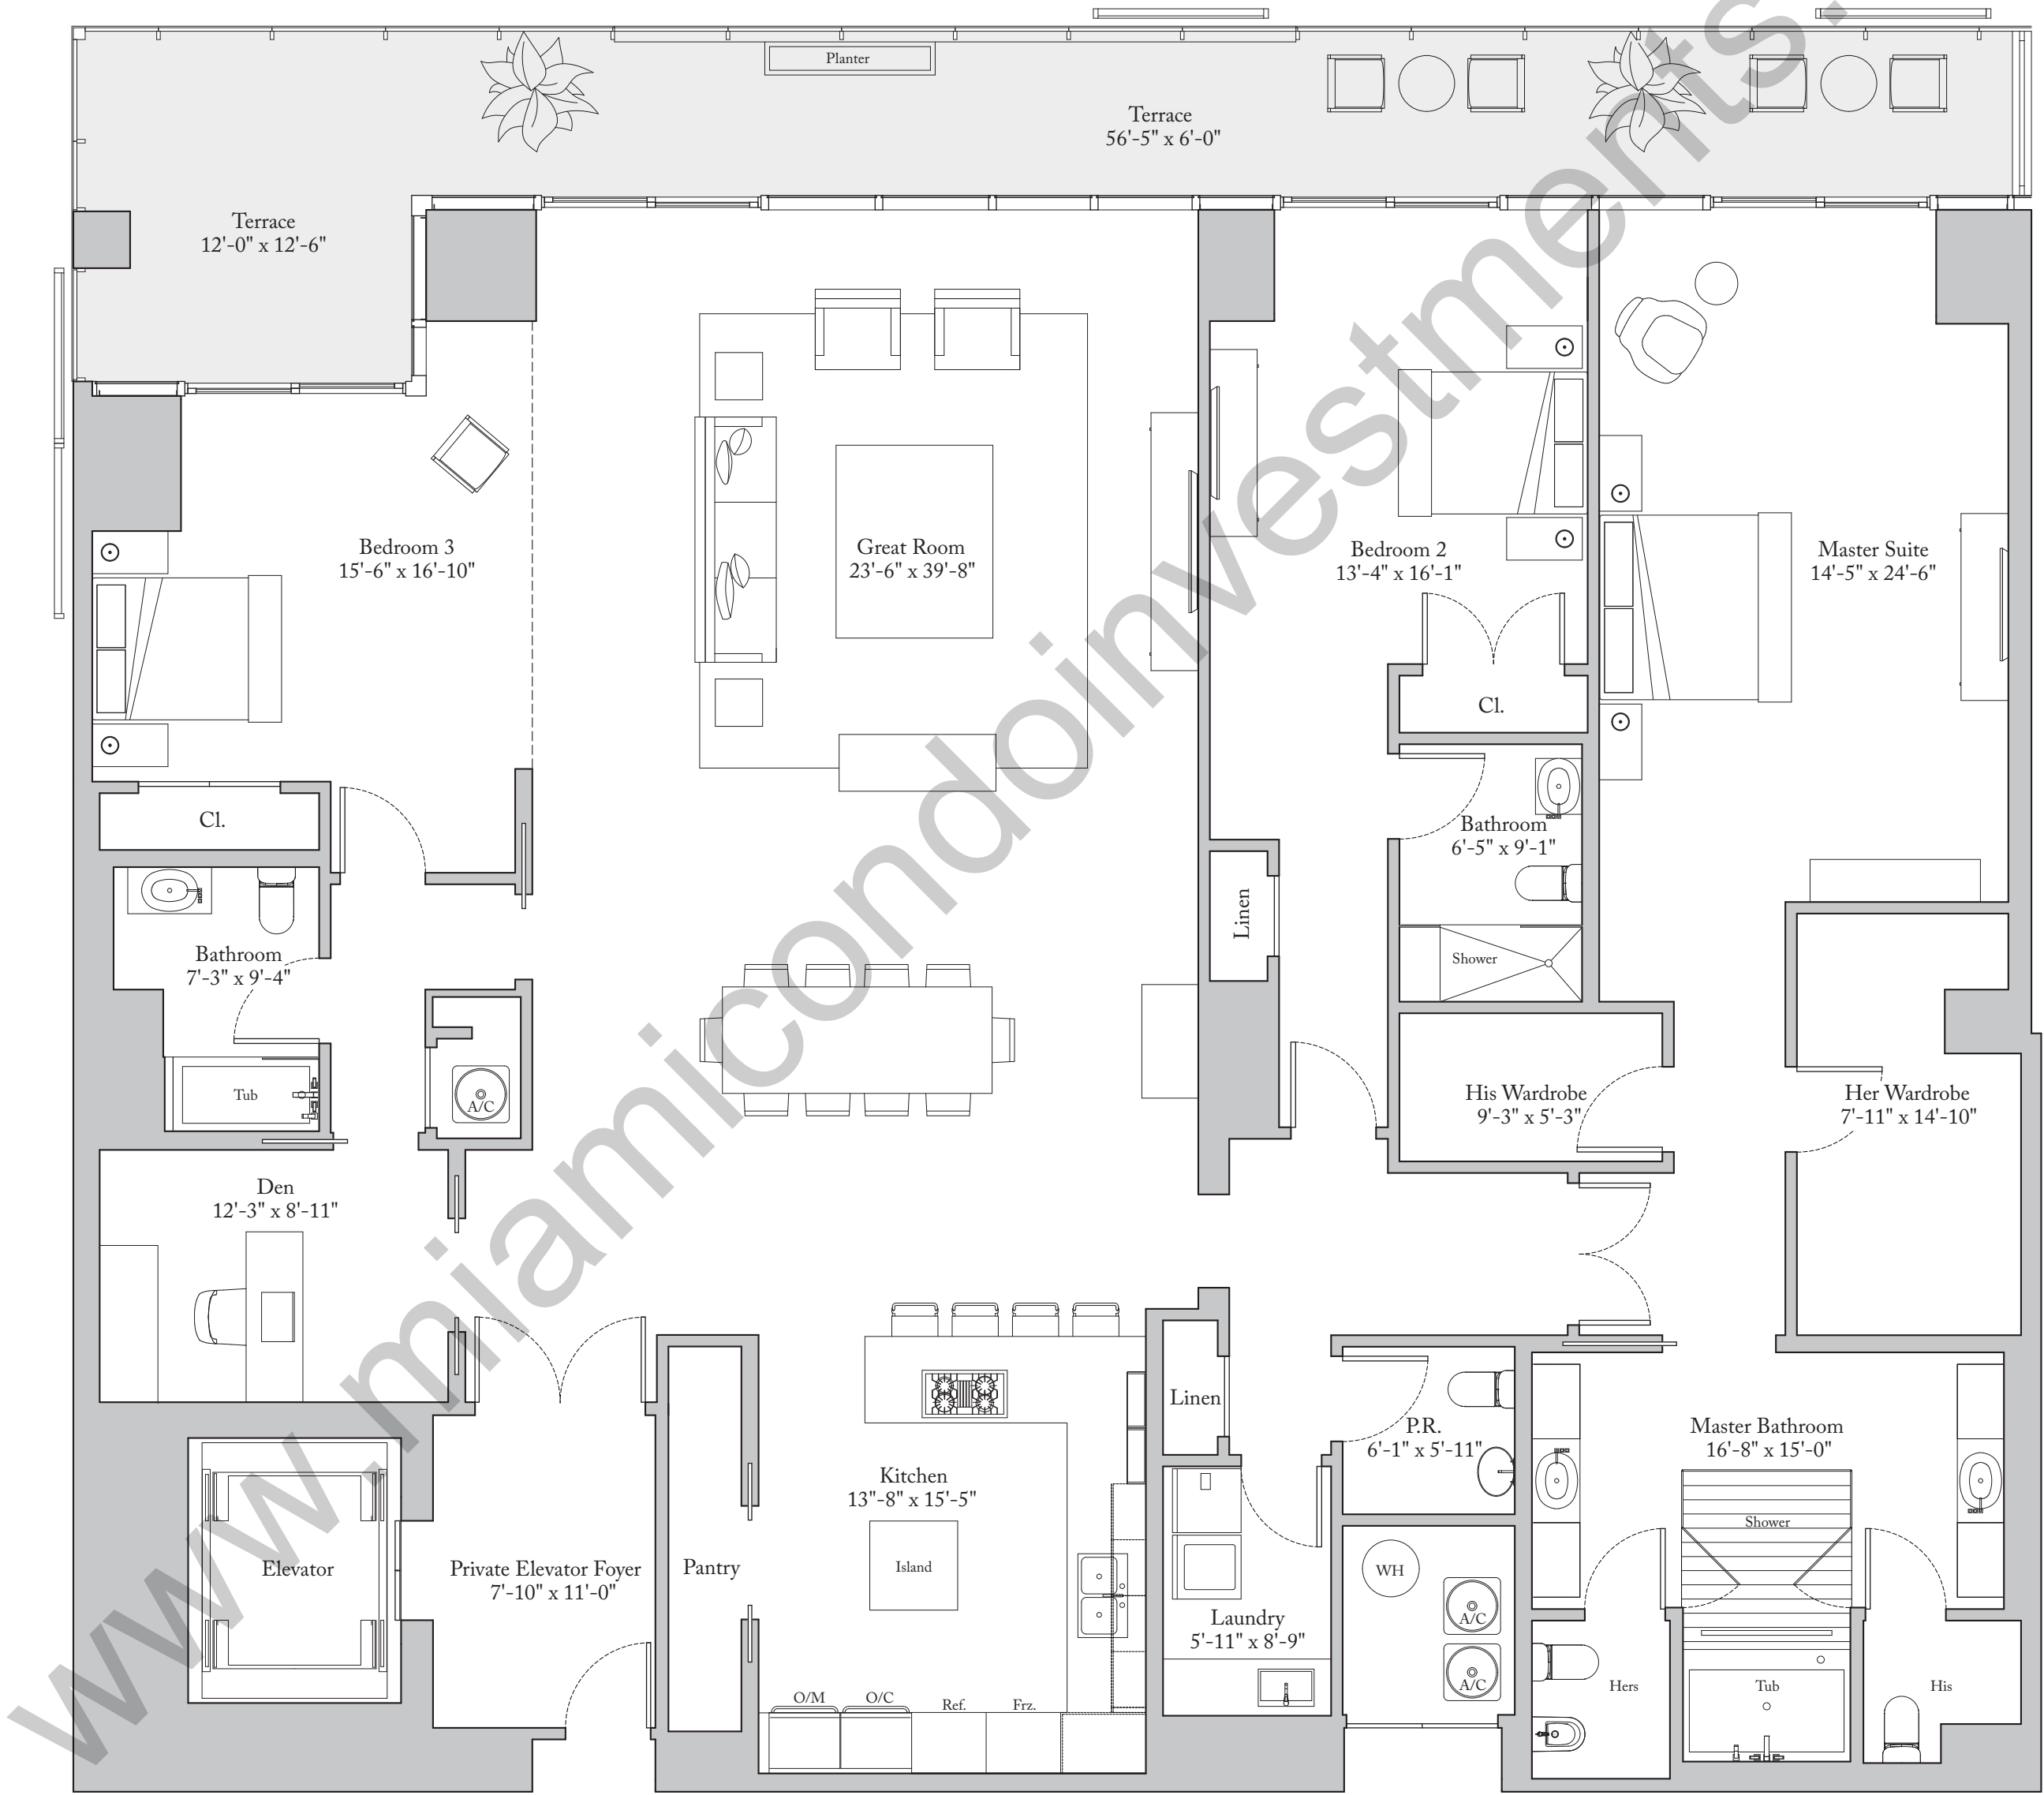 Planter
Terrace
56'-5" x 6'-0"
Terrace
12'-0" x 12'-6"
Bedroom 3
15'-6" x 16'-10"
Great Room
23'-6" x 39'-8"
Bedroom 2
13'-4" x 16'-1"
Master Suite
14'-5" x 24'-6"
Cl.
Cl.
Bathroom
6'-5" x 9'-1"
Linen
Bathroom
7'-3" x 9'-4"
Shower
Tub
A/C
His Wardrobe
9'-3" x 5'-3"
Her Wardrobe
7'-11" x 14'-10"
Den
12'-3" x 8'-11"
Linen
P.R.
6'-1" x 5'-11"
Master Bathroom
16'-8" x 15'-0"
Kitchen
13"-8" x 15'-5"
Shower
Elevator
Private Elevator Foyer
7'-10" x 11'-0"
Pantry
Island
WH
A/C
Laundry
5'-11" x 8'-9"
A/C
Hers
Tub
His
O/M
O/C
Ref.
Frz.
www.miamicondoinvestments.